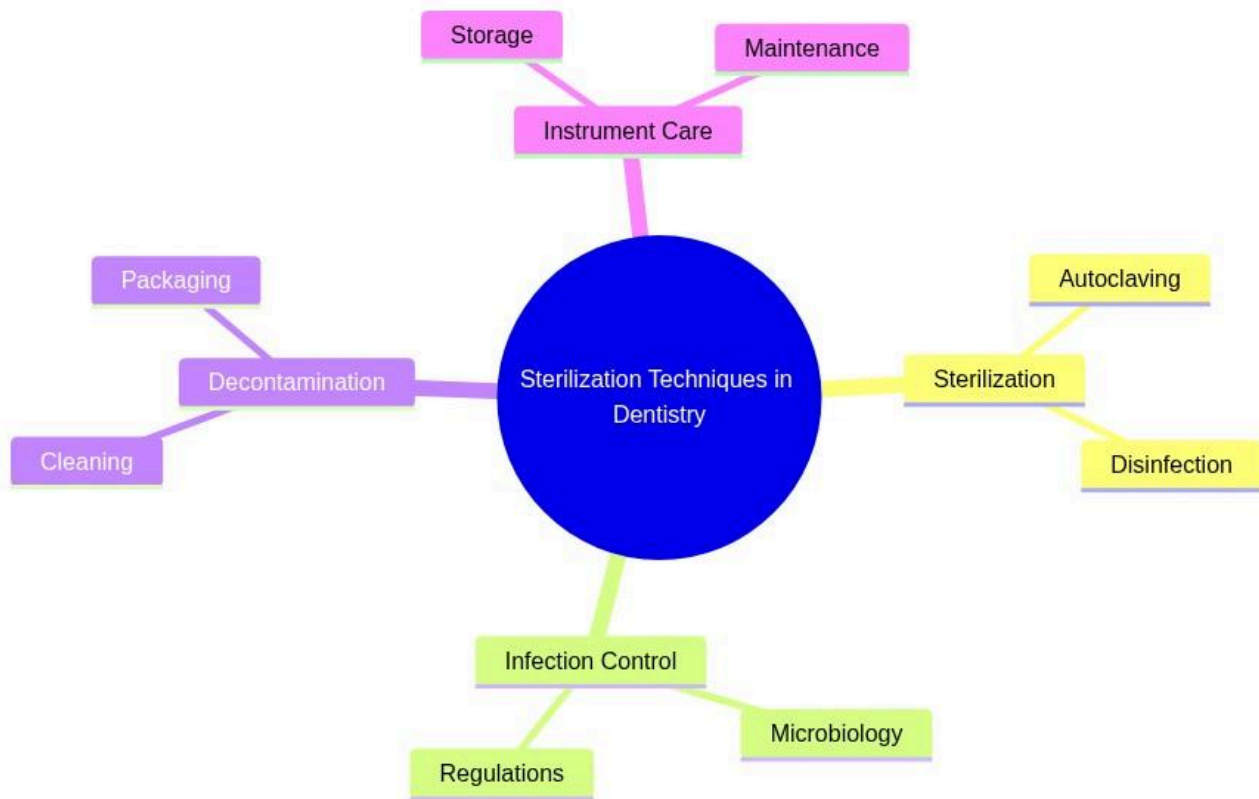 Storage
Maintenance
Instrument Care
Packaging
Autoclaving
Decontamination
Sterilization Techniques in
Dentistry
Sterilization
Cleaning
Disinfection
Infection Control
Microbiology
Regulations